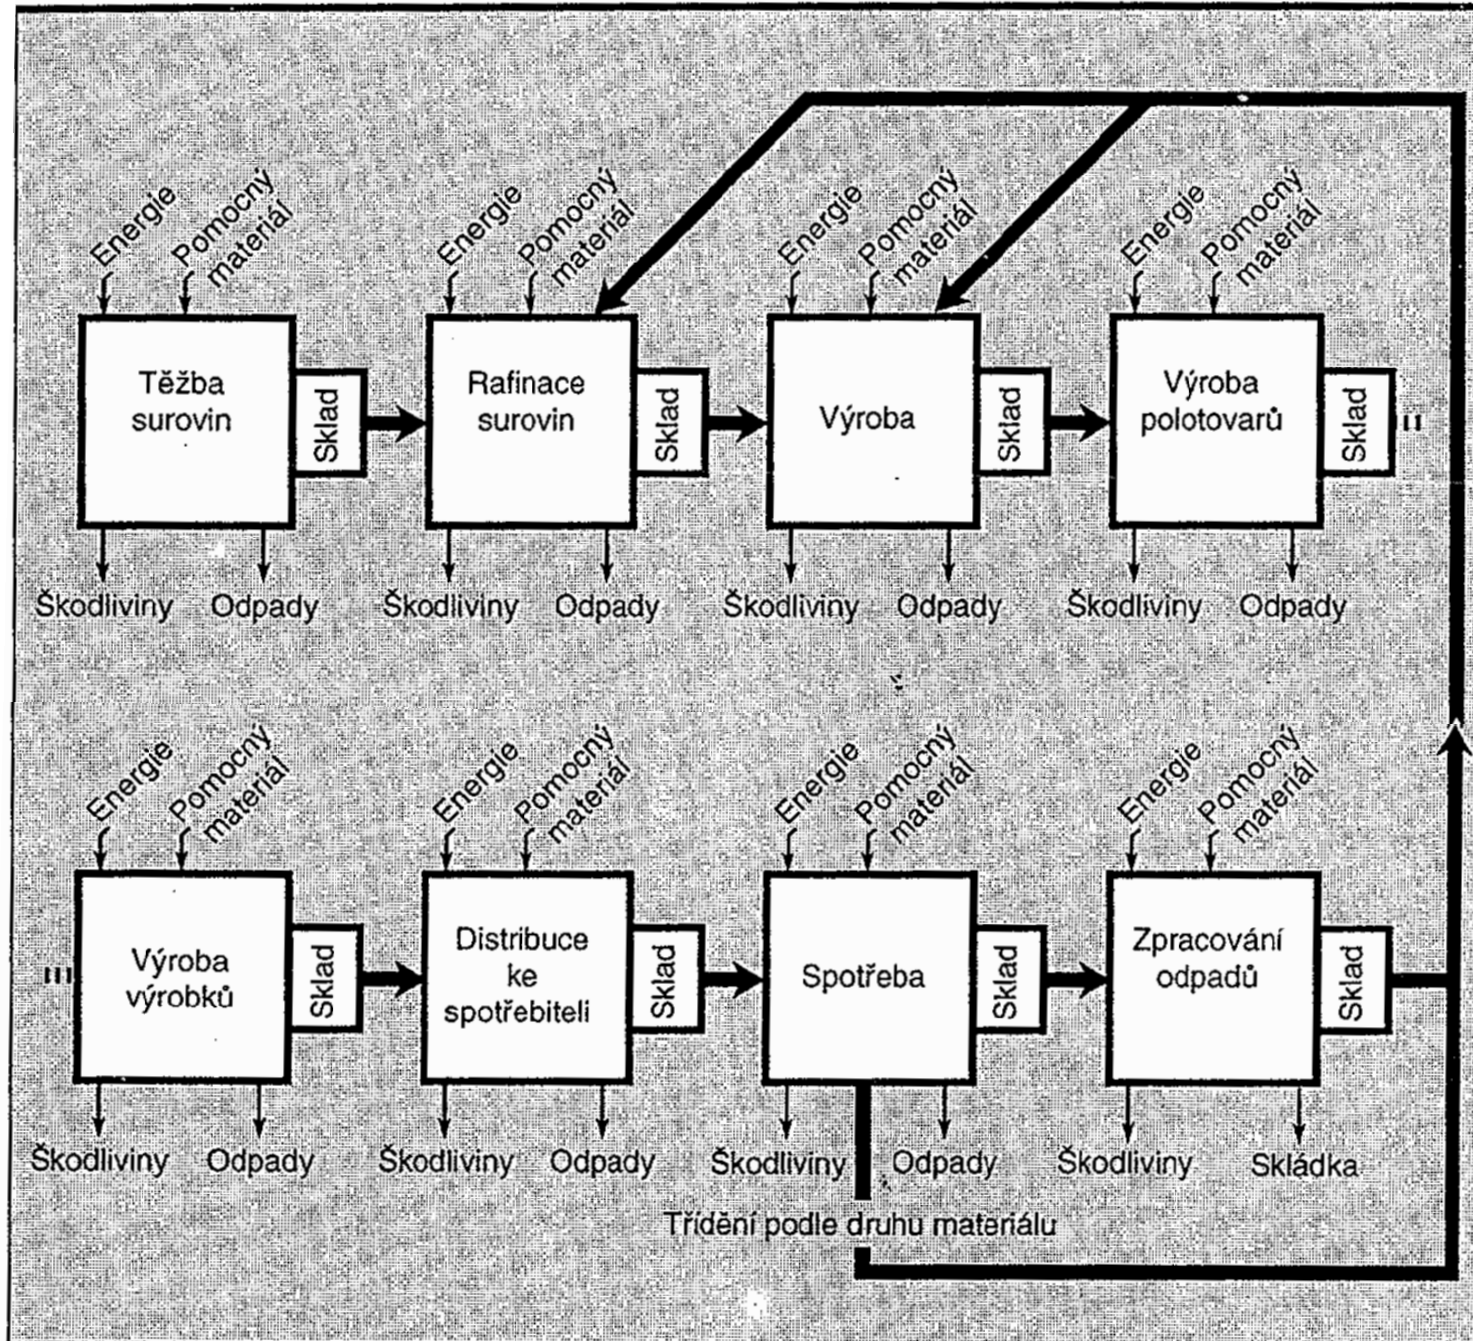 Energie
Pomocný
materiál
Energie
Pomocný
materiál
Energie
Pomocný
materiál
Energie
Pomocný
materiál
Těžba
surovin
Sklad
Rafinace
surovin
Sklad
Výroba
Sklad
Výroba
polotovarů
Sklad
Škodliviny
Odpady
Škodliviny
Odpady
Škodliviny
Odpady
Škodliviny
Odpady
Energie
Pomocný
materiál
Energie
Pomocný
materiál
Energie
Pomocný
materiál
Energie
Pomocný
materiál
Výroba
výrobků
Sklad
Distribuce
ke
spotřebiteli
Sklad
Spotřeba
Sklad
Zpracování
odpadů
Sklad
Škodliviny
Odpady
Škodliviny
Odpady
Škodliviny
Odpady
Škodliviny
Skládka
Třídění podle druhu materiálu